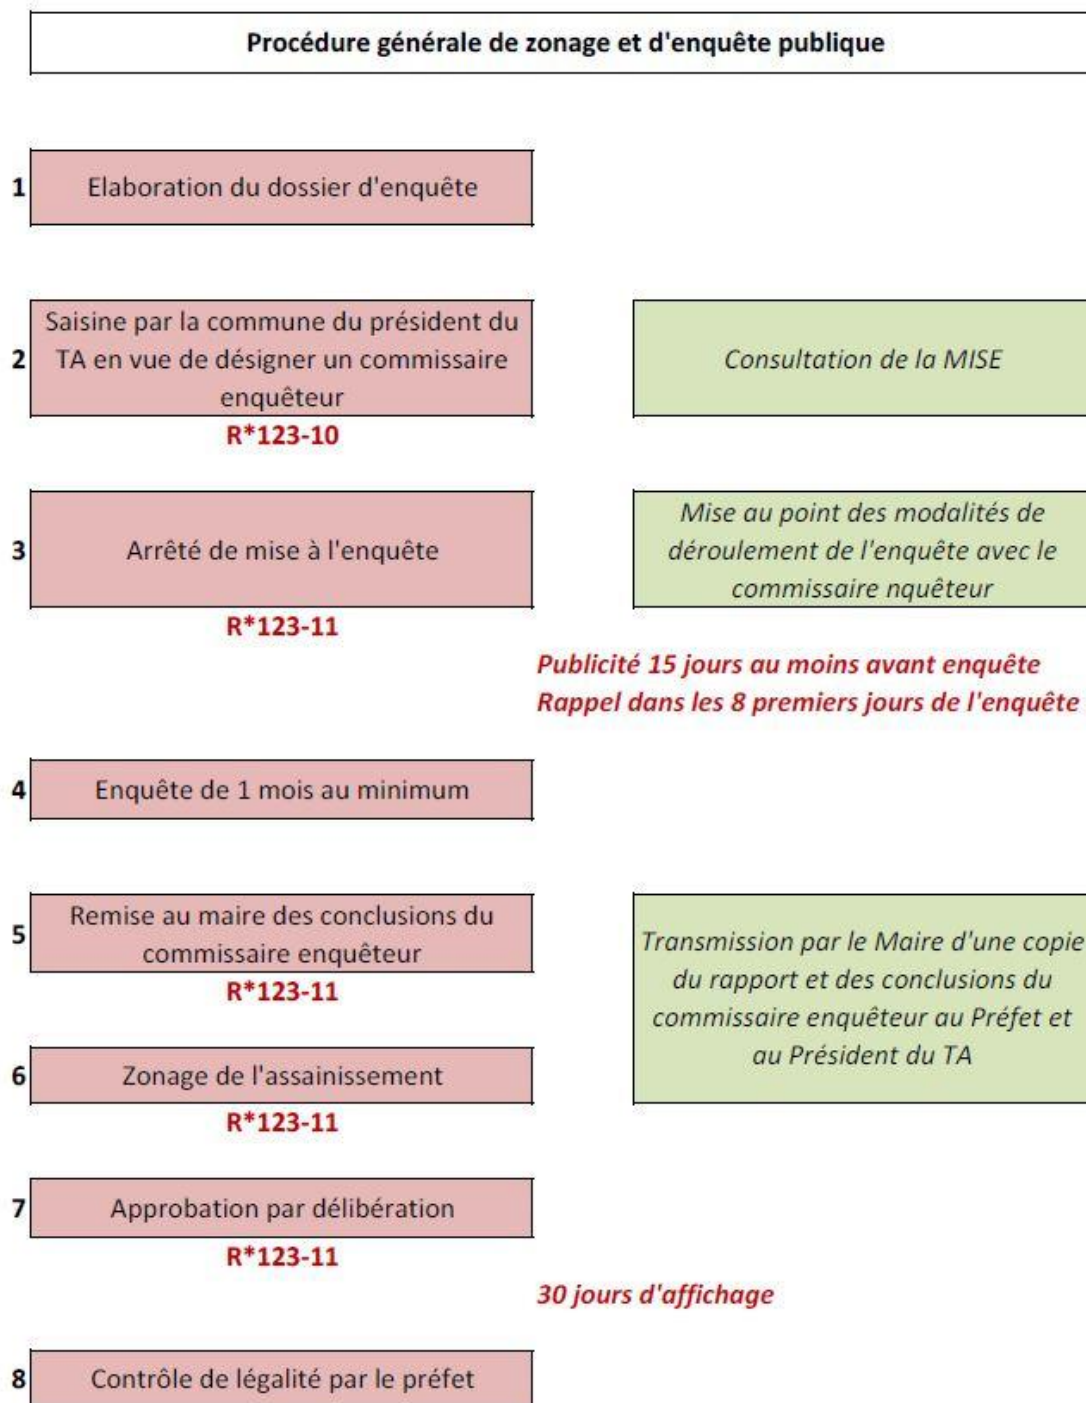 Procédure générale de zonage et d'enquête publique
1
Elaboration du dossier d'enquête
2
Saisine par la commune du président du
TA en vue de désigner un commissaire
enquêteur
R*123-10
Consultation de la MISE
3
Arrêté de mise à l'enquête
R*123-11
Mise au point des modalités de
déroulement de l'enquête avec le
commissaire nquêteur
Publicité 15 jours au moins avant enquête
Rappel dans les 8 premiers jours de l'enquête
4
Enquête de 1 mois au minimum
5
Remise au maire des conclusions du
commissaire enquêteur
R*123-11
Transmission par le Maire d'une copie
du rapport et des conclusions du
commissaire enquêteur au Préfet et
au Président du TA
6
Zonage de l'assainissement
R*123-11
7
Approbation par délibération
R*123-11
30 jours d'affichage
8
Contrôle de légalité par le préfet